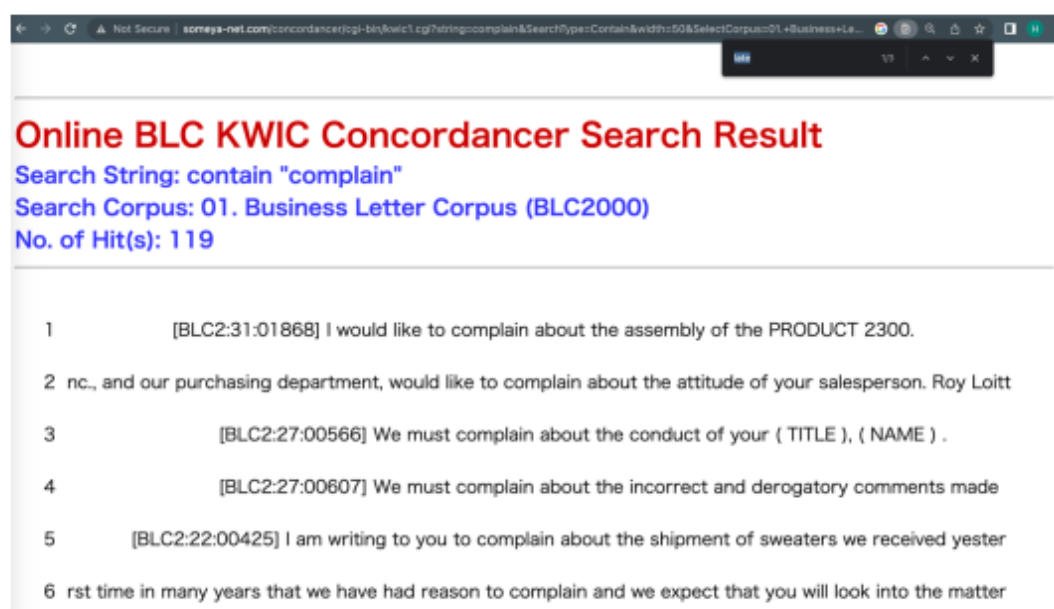 Not Secure | someya-net.com/concordancer/cgi-bin/kwic1.cgi?string=complain&SearchType=Contain&width=50&SelectCorpus=01.+Business+Le...
late 1/3
H
Online BLC KWIC Concordancer Search Result
Search String: contain "complain"
Search Corpus: 01. Business Letter Corpus (BLC2000)
No. of Hit(s): 119
1 [BLC2:31:01868] I would like to complain about the assembly of the PRODUCT 2300.
2 nc., and our purchasing department, would like to complain about the attitude of your salesperson. Roy Loitt
3 [BLC2:27:00566] We must complain about the conduct of your ( TITLE ), ( NAME ) .
4 [BLC2:27:00607] We must complain about the incorrect and derogatory comments made
5 [BLC2:22:00425] I am writing to you to complain about the shipment of sweaters we received yester
6 rst time in many years that we have had reason to complain and we expect that you will look into the matter